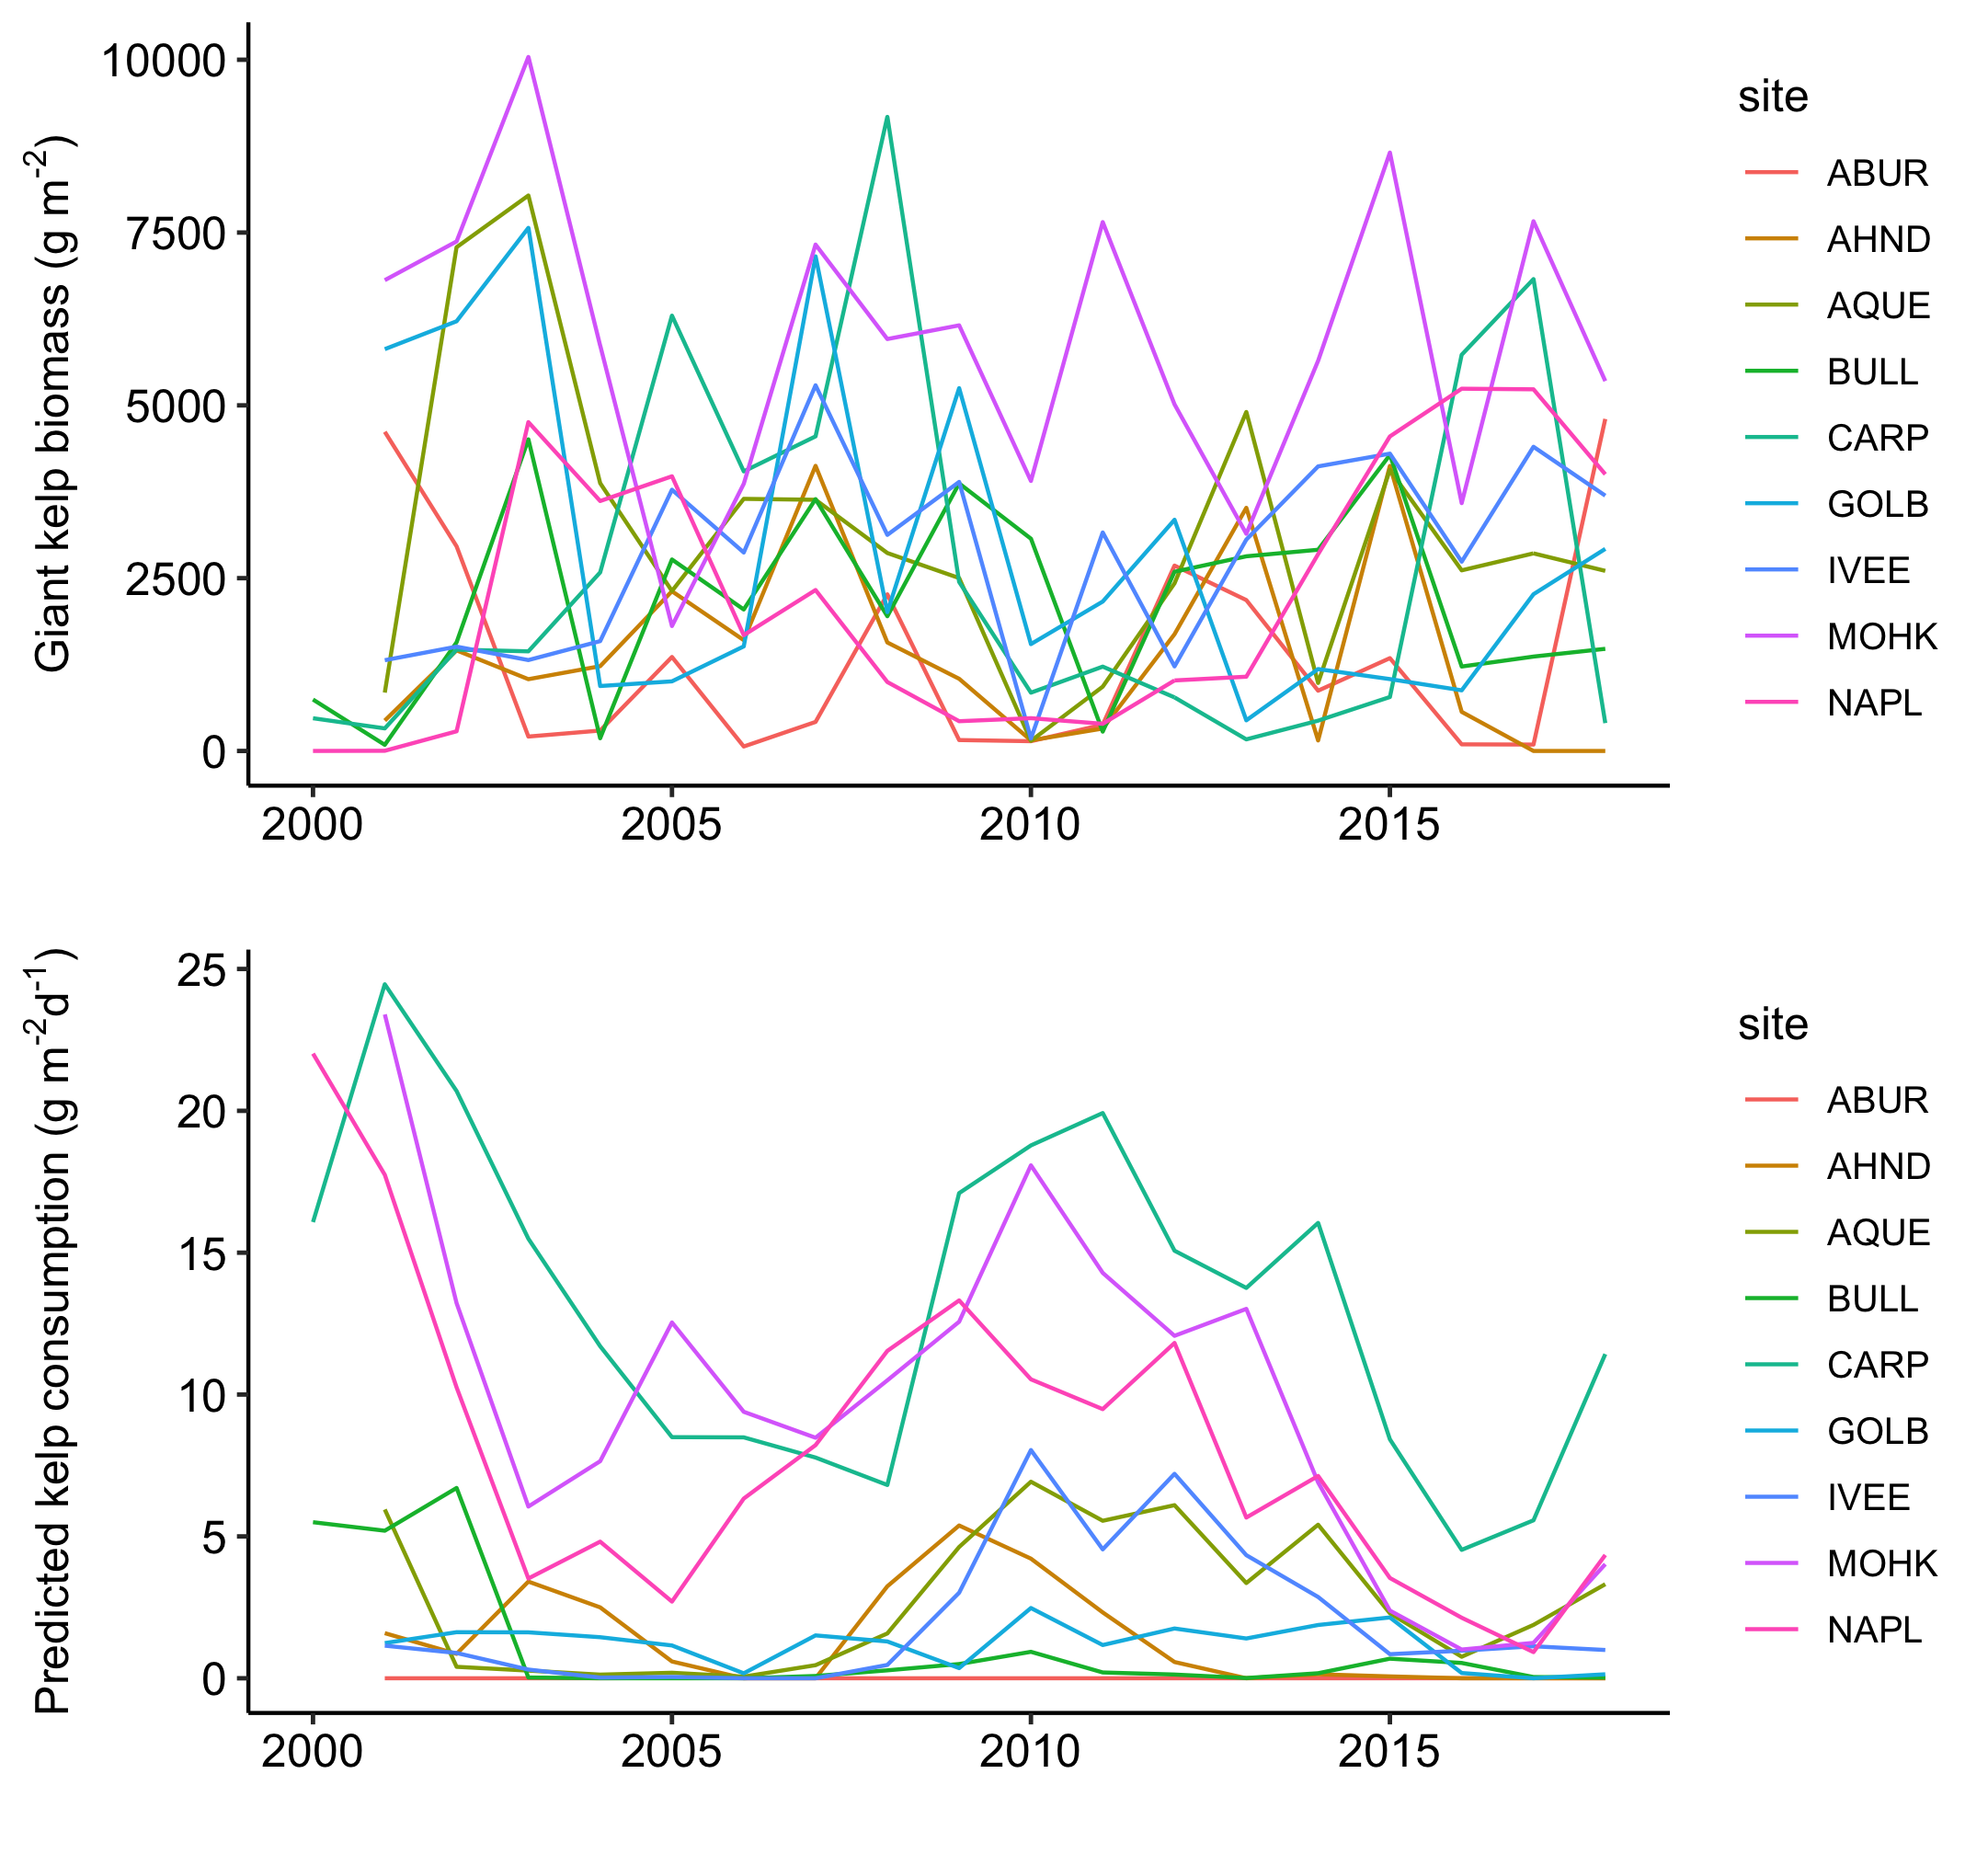 Giant kelp biomass (g m⁻²)
10000
7500
5000
2500
0
2000 2005 2010 2015
site
ABUR
AHND
AQUE
BULL
CARP
GOLB
IVEE
MOHK
NAPL
Predicted kelp consumption (g m⁻²d⁻¹)
25
20
15
10
5
0
2000 2005 2010 2015
site
ABUR
AHND
AQUE
BULL
CARP
GOLB
IVEE
MOHK
NAPL